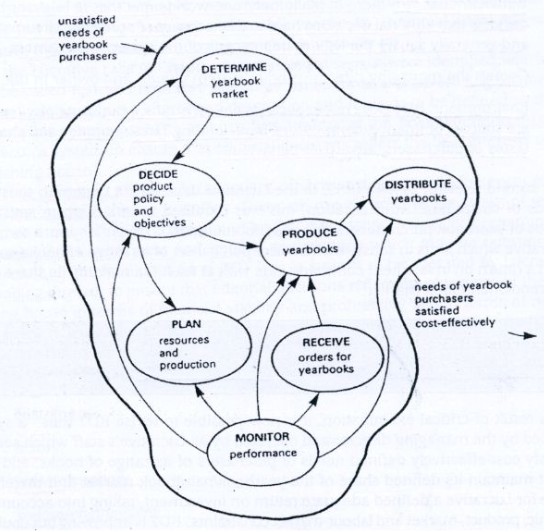 unsatisfied
needs of
yearbook
purchasers
DETERMINE
yearbook
market
DECIDE
product
policy
and
objectives
DISTRIBUTE
yearbooks
PRODUCE
yearbooks
needs of yearbook
purchasers
satisfied
cost-effectively
PLAN
resources
and
production
RECEIVE
orders for
yearbooks
MONITOR
performance